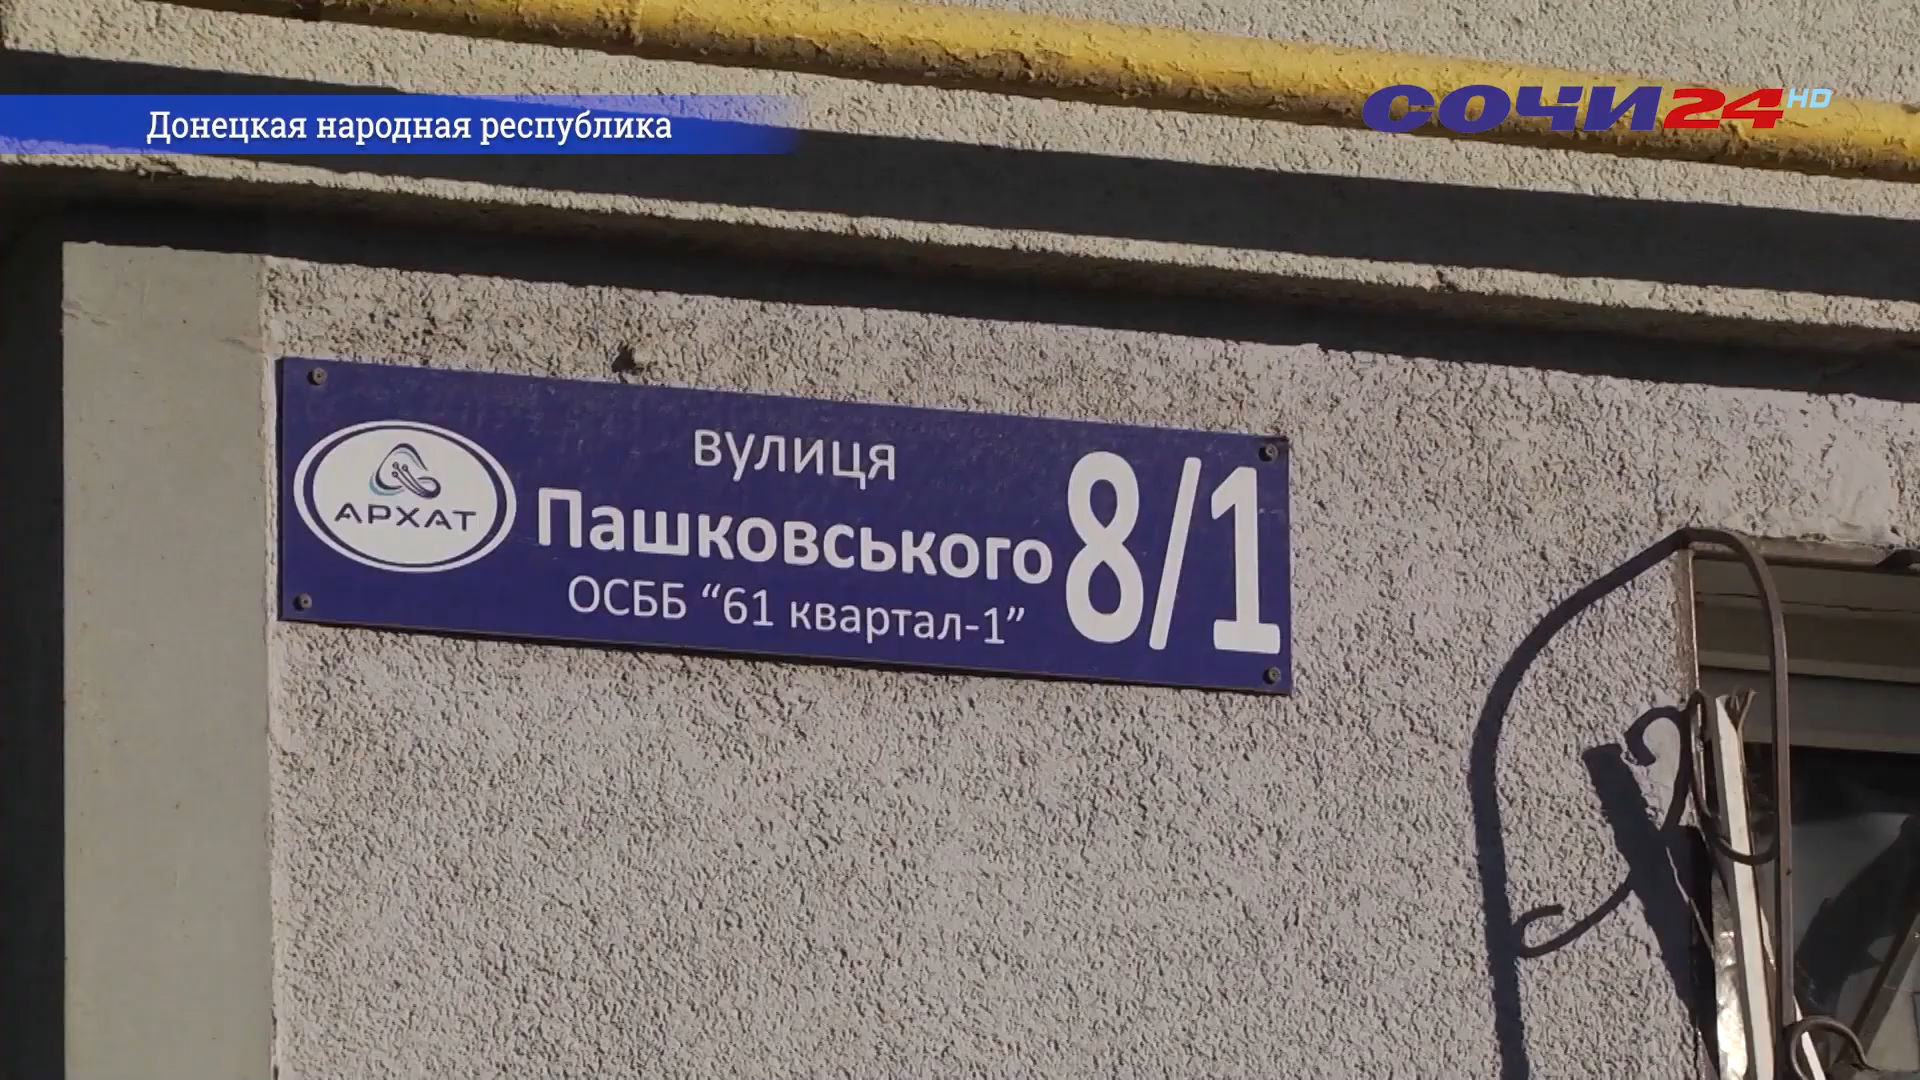 Донецкая народная республика
СОЧИ24HD
вулиця
Пашковського
8/1
ОСББ “61 квартал-1”
АРХАТ